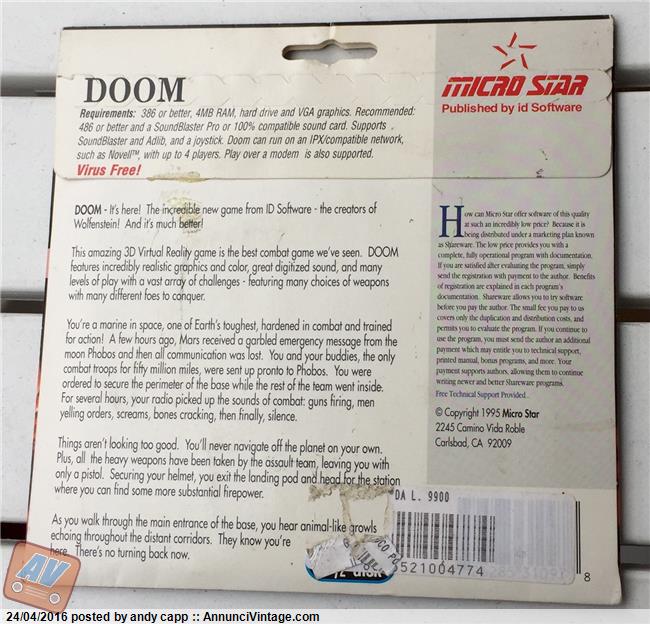 DOOM
Requirements: 386 or better, 4MB RAM, hard drive and VGA graphics. Recommended:
486 or better and a SoundBlaster Pro or 100% compatible sound card. Supports
SoundBlaster and Adlib, and a joystick. Doom can run on an IPX/compatible network,
such as Novell™, with up to 4 players. Play over a modem is also supported.
Virus Free!
MICRO STAR
Published by id Software
DOOM - It's here! The incredible new game from ID Software - the creators of
Wolfenstein! And it's much better!
This amazing 3D Virtual Reality game is the best combat game we've seen. DOOM
features incredibly realistic graphics and color, great digitized sound, and many
levels of play with a vast array of challenges - featuring many choices of weapons
with many different foes to conquer.
You're a marine in space, one of Earth's toughest, hardened in combat and trained
for action! A few hours ago, Mars received a garbled emergency message from the
moon Phobos and then all communication was lost. You and your buddies, the only
combat troops for fifty million miles, were sent up pronto to Phobos. You were
ordered to secure the perimeter of the base while the rest of the team went inside.
For several hours, your radio picked up the sounds of combat: guns firing, men
yelling orders, screams, bones cracking, then finally, silence.
Things aren't looking too good. You'll never navigate off the planet on your own.
Plus, all the heavy weapons have been taken by the assault team, leaving you with
only a pistol. Securing your helmet, you exit the landing pod and head for the station
where you can find some more substantial firepower.
As you walk through the main entrance of the base, you hear animal-like growls
echoing throughout the distant corridors. They know you're
here. There's no turning back now.
How can Micro Star offer software of this quality
at such an incredibly low price? Because it is
being distributed under a marketing plan known
as Shareware. The low price provides you with a
complete, fully operational program with documentation.
If you are satisfied after evaluating the program, simply
send the registration with payment to the author. Benefits
of registration are explained in each program's
documentation. Shareware allows you to try software
before you pay the author. The small fee you pay to us
covers only the duplication and distribution costs, and
permits you to evaluate the program. If you continue to
use the program, you must send the author an additional
payment which may entitle you to technical support,
printed manual, bonus programs, and more. Your
payment supports authors, allowing them to continue
writing newer and better Shareware programs.
Free Technical Support Provided..
© Copyright 1995 Micro Star
2245 Camino Vida Roble
Carlsbad, CA 92009
DA L. 9900
521004774
8
AV
24/04/2016 posted by andy capp :: AnnunciVintage.com